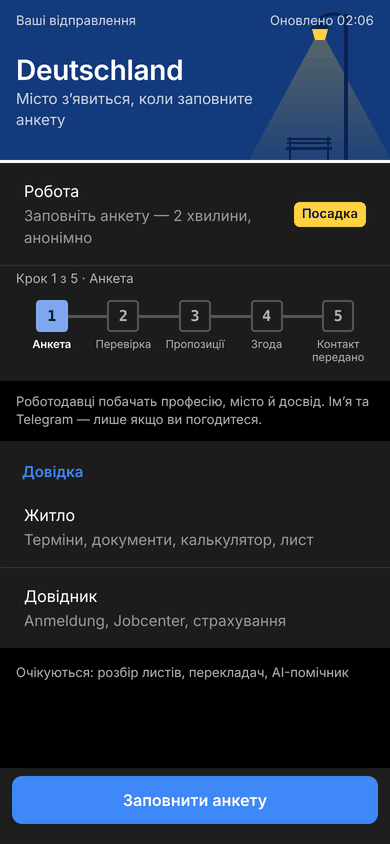 Ваші відправлення
Оновлено 02:06
Deutschland
Місто зʼявиться, коли заповните
анкету
Робота
Заповніть анкету — 2 хвилини,
анонімно
Посадка
Крок 1 з 5 · Анкета
1 2 3 4 5
Анкета Перевірка Пропозиції Згода Контакт
передано
Роботодавці побачать професію, місто й досвід. Імʼя та
Telegram — лише якщо ви погодитеся.
Довідка
Житло
Терміни, документи, калькулятор, лист
Довідник
Anmeldung, Jobcenter, страхування
Очікуються: розбір листів, перекладач, AI-помічник
Заповнити анкету